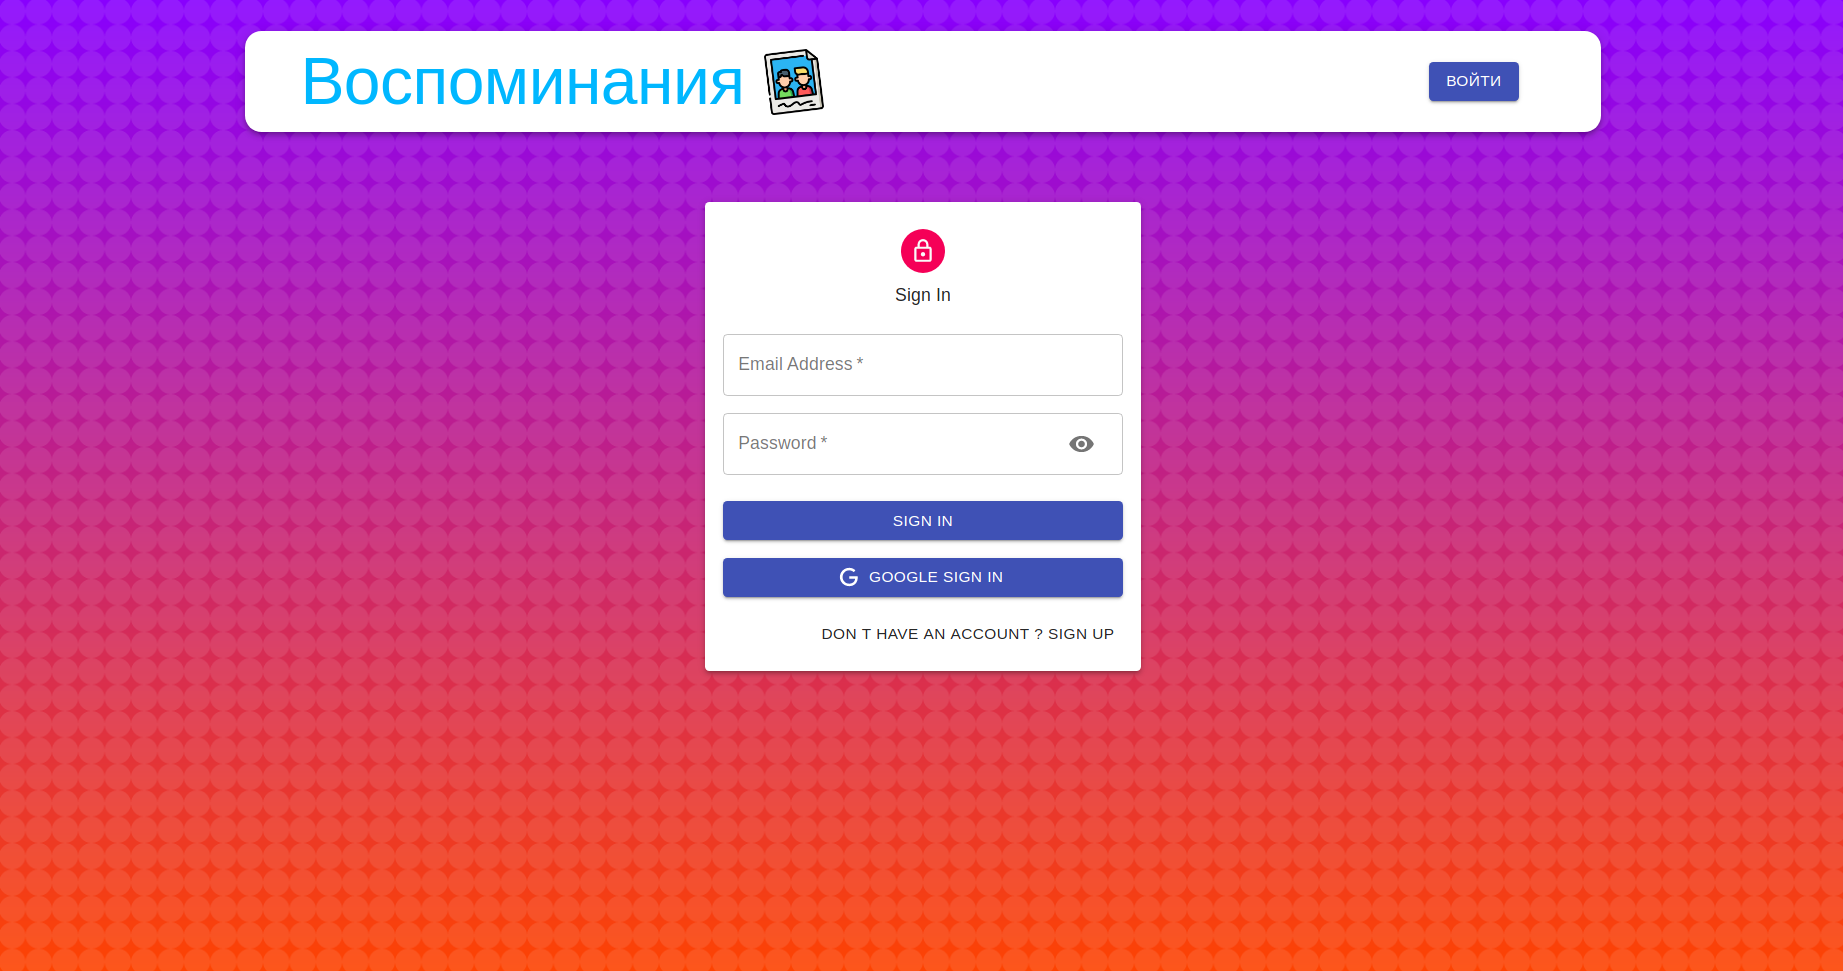 Воспоминания
ВОЙТИ
Sign In
Email Address *
Password *
SIGN IN
GOOGLE SIGN IN
DON T HAVE AN ACCOUNT ? SIGN UP